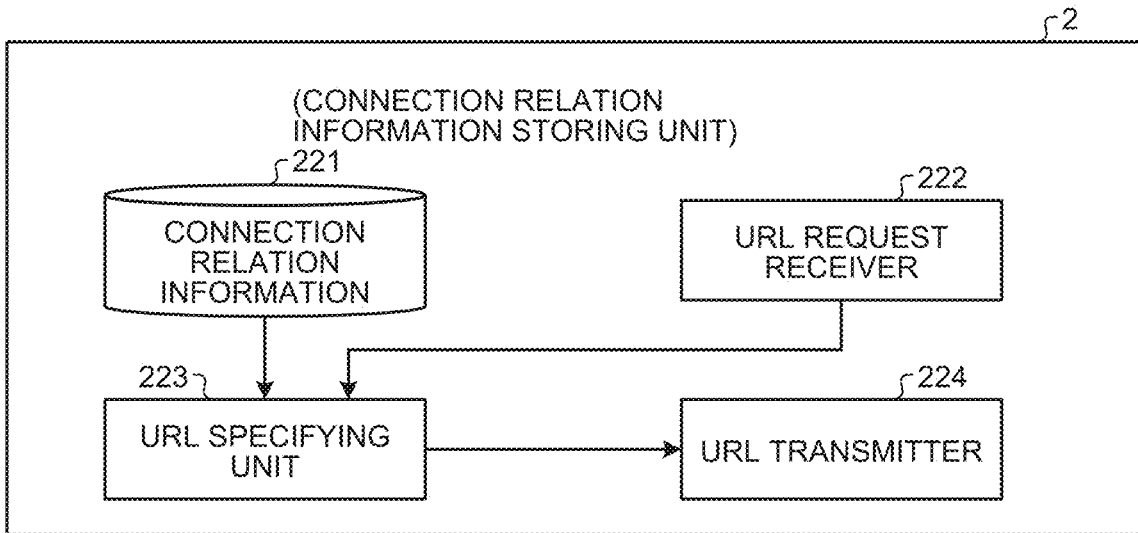 2
(CONNECTION RELATION
INFORMATION STORING UNIT)
221
CONNECTION
RELATION
INFORMATION
222
URL REQUEST
RECEIVER
223
URL SPECIFYING
UNIT
224
URL TRANSMITTER